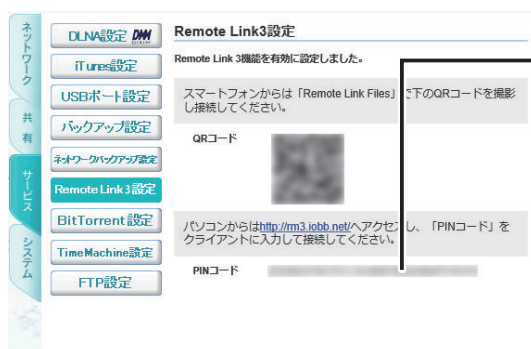 ネットワーク
共有
サービス
システム
DLNA設定
iTunes設定
USBポート設定
バックアップ設定
ネットワークバックアップ設定
Remote Link 3設定
BitTorrent設定
TimeMachine設定
FTP設定
Remote Link3設定
Remote Link 3機能を有効に設定しました。
スマートフォンからは「Remote Link Files」で下のQRコードを撮影
し接続してください。
QRコード
パソコンからはhttp://rm3.iobb.net/へアクセスし、「PINコード」を
クライアントに入力して接続してください。
PINコード